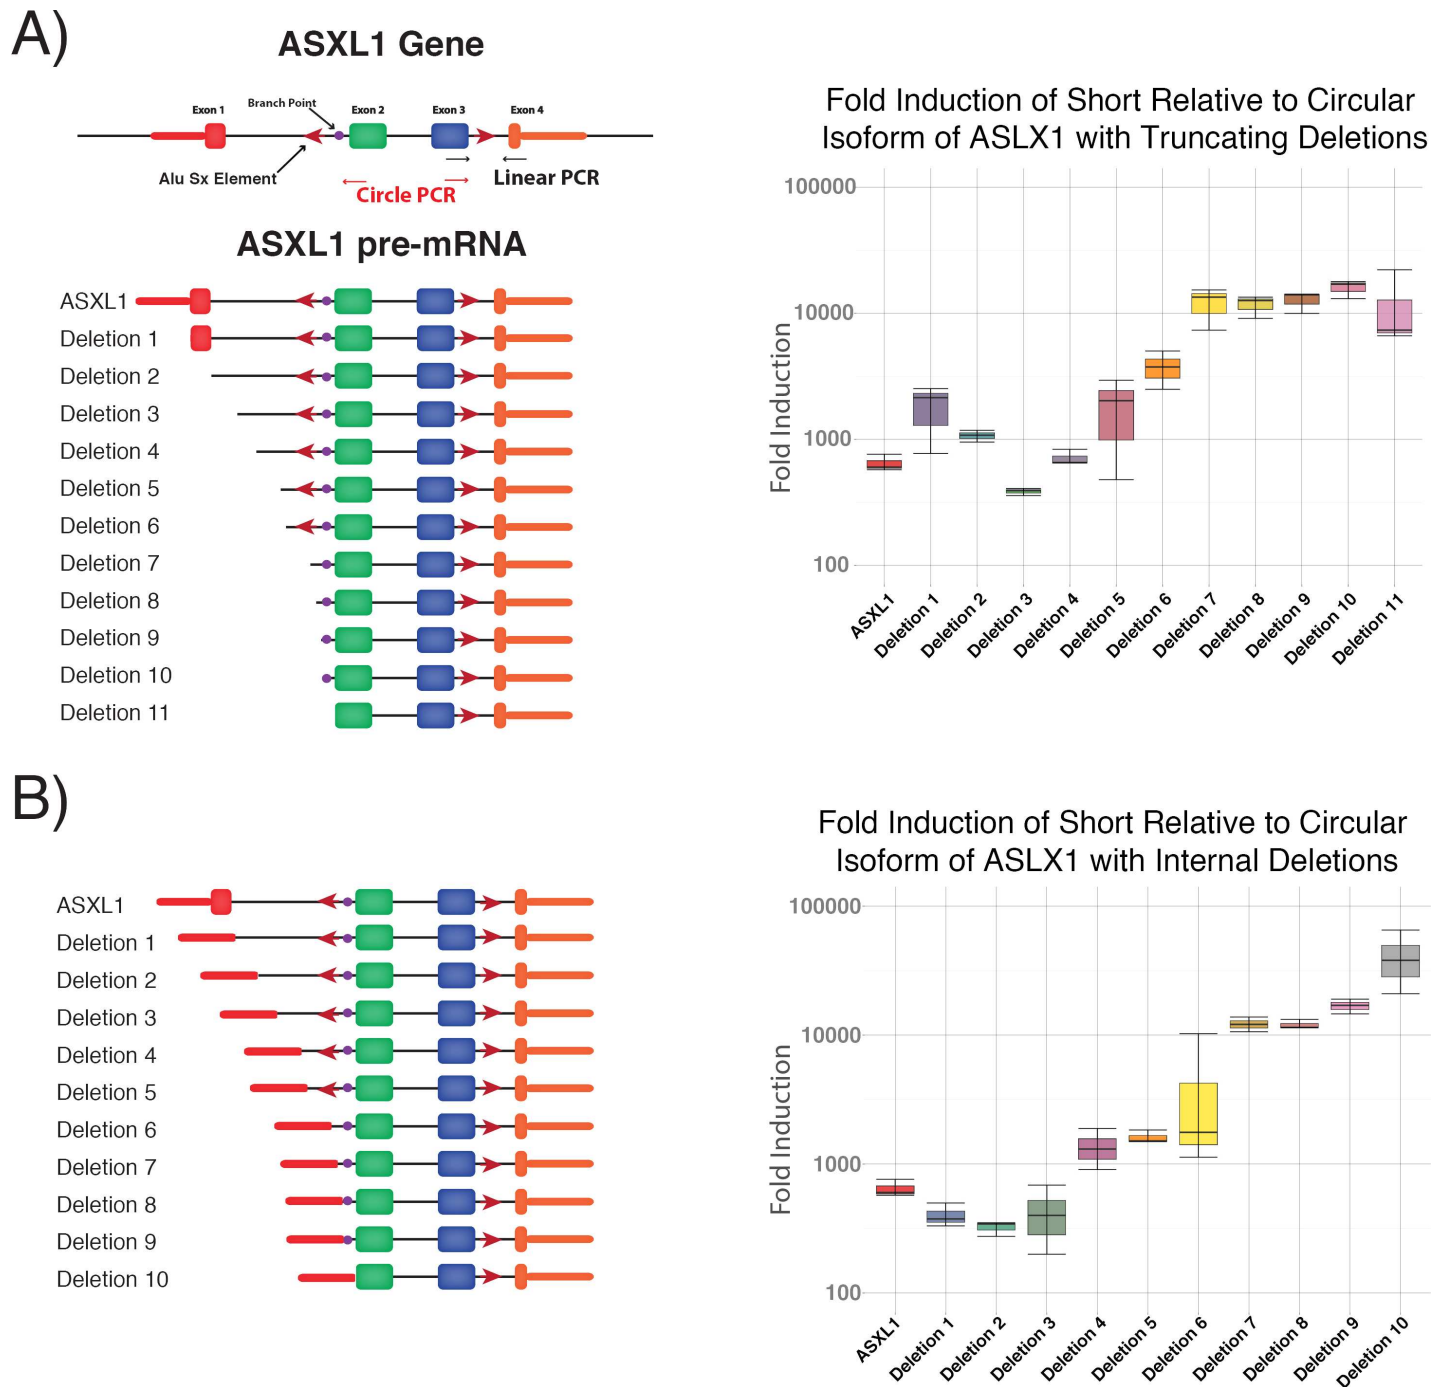 A)
ASXL1 Gene
Exon 1
Branch Point
Exon 2
Exon 3
Exon 4
Alu Sx Element
Linear PCR
Circle PCR
ASXL1 pre-mRNA
ASXL1
Deletion 1
Deletion 2
Deletion 3
Deletion 4
Deletion 5
Deletion 6
Deletion 7
Deletion 8
Deletion 9
Deletion 10
Deletion 11
Fold Induction of Short Relative to Circular
Isoform of ASLX1 with Truncating Deletions
Fold Induction
100000
10000
1000
100
ASXL1
Deletion 1
Deletion 2
Deletion 3
Deletion 4
Deletion 5
Deletion 6
Deletion 7
Deletion 8
Deletion 9
Deletion 10
Deletion 11
B)
ASXL1
Deletion 1
Deletion 2
Deletion 3
Deletion 4
Deletion 5
Deletion 6
Deletion 7
Deletion 8
Deletion 9
Deletion 10
Fold Induction of Short Relative to Circular
Isoform of ASLX1 with Internal Deletions
Fold Induction
100000
10000
1000
100
ASXL1
Deletion 1
Deletion 2
Deletion 3
Deletion 4
Deletion 5
Deletion 6
Deletion 7
Deletion 8
Deletion 9
Deletion 10